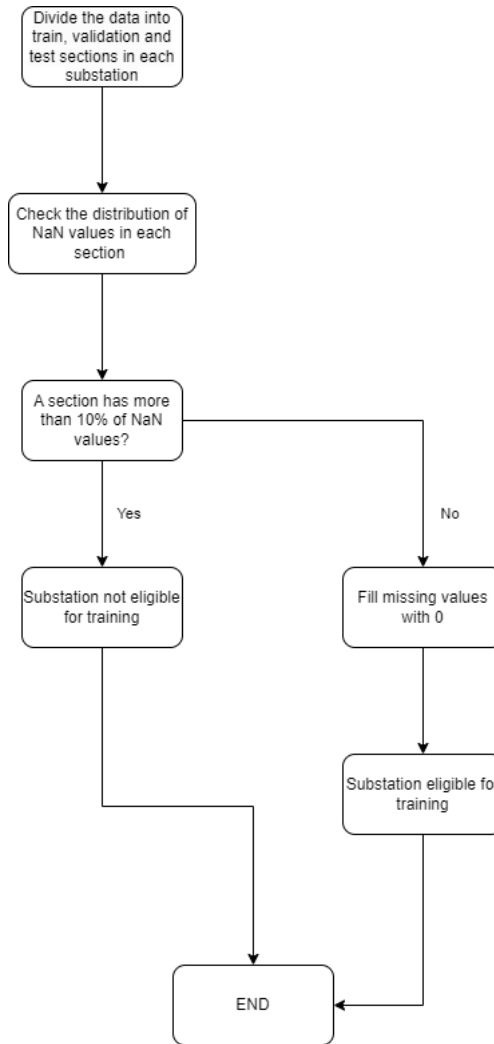 Divide the data into
train, validation and
test sections in each
substation
Check the distribution of
NaN values in each
section
A section has more
than 10% of NaN
values?
Yes
No
Substation not eligible
for training
Fill missing values
with 0
Substation eligible fo
training
END